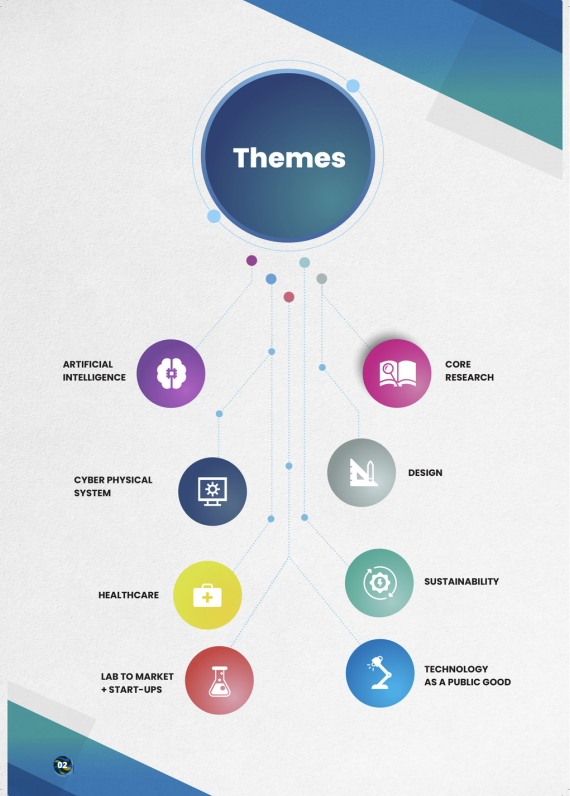 Themes
ARTIFICIAL
INTELLIGENCE
CORE
RESEARCH
CYBER PHYSICAL
SYSTEM
DESIGN
HEALTHCARE
SUSTAINABILITY
LAB TO MARKET
+ START-UPS
TECHNOLOGY
AS A PUBLIC GOOD
02